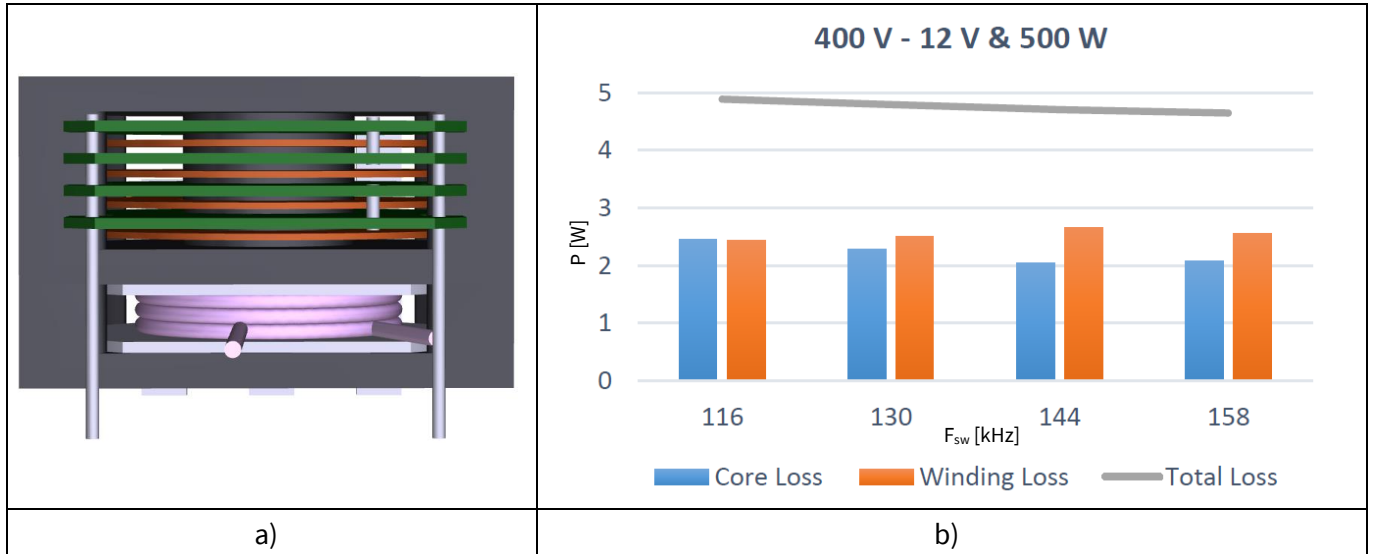 400 V - 12 V & 500 W
5
4
3
2
1
0
P [W]
116 130 144 158
Fsw [kHz]
Core Loss Winding Loss Total Loss
a) b)